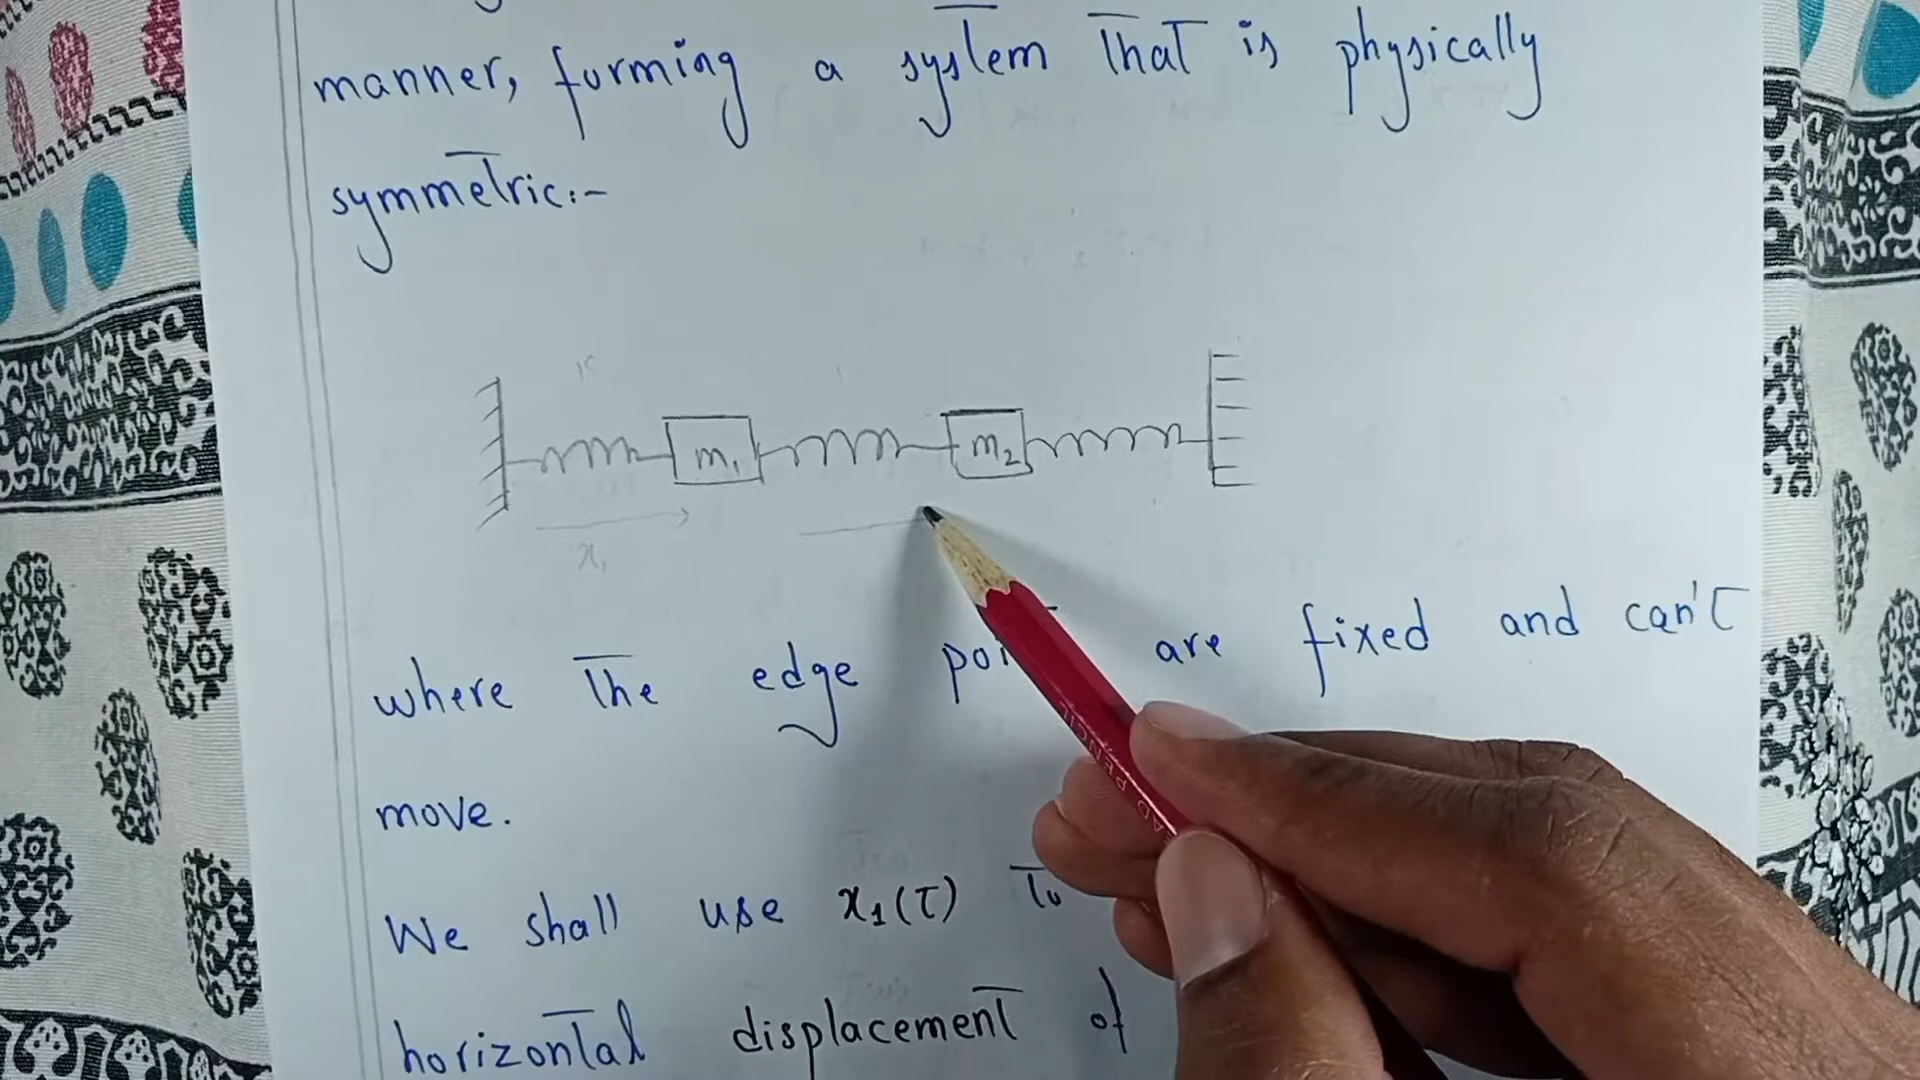 manner, forming a system that is physically
symmetric:-
K
m₁ m₂
x₁
where the edge are fixed and can't
move.
We shall use x₁(t) to
horizontal displacement of